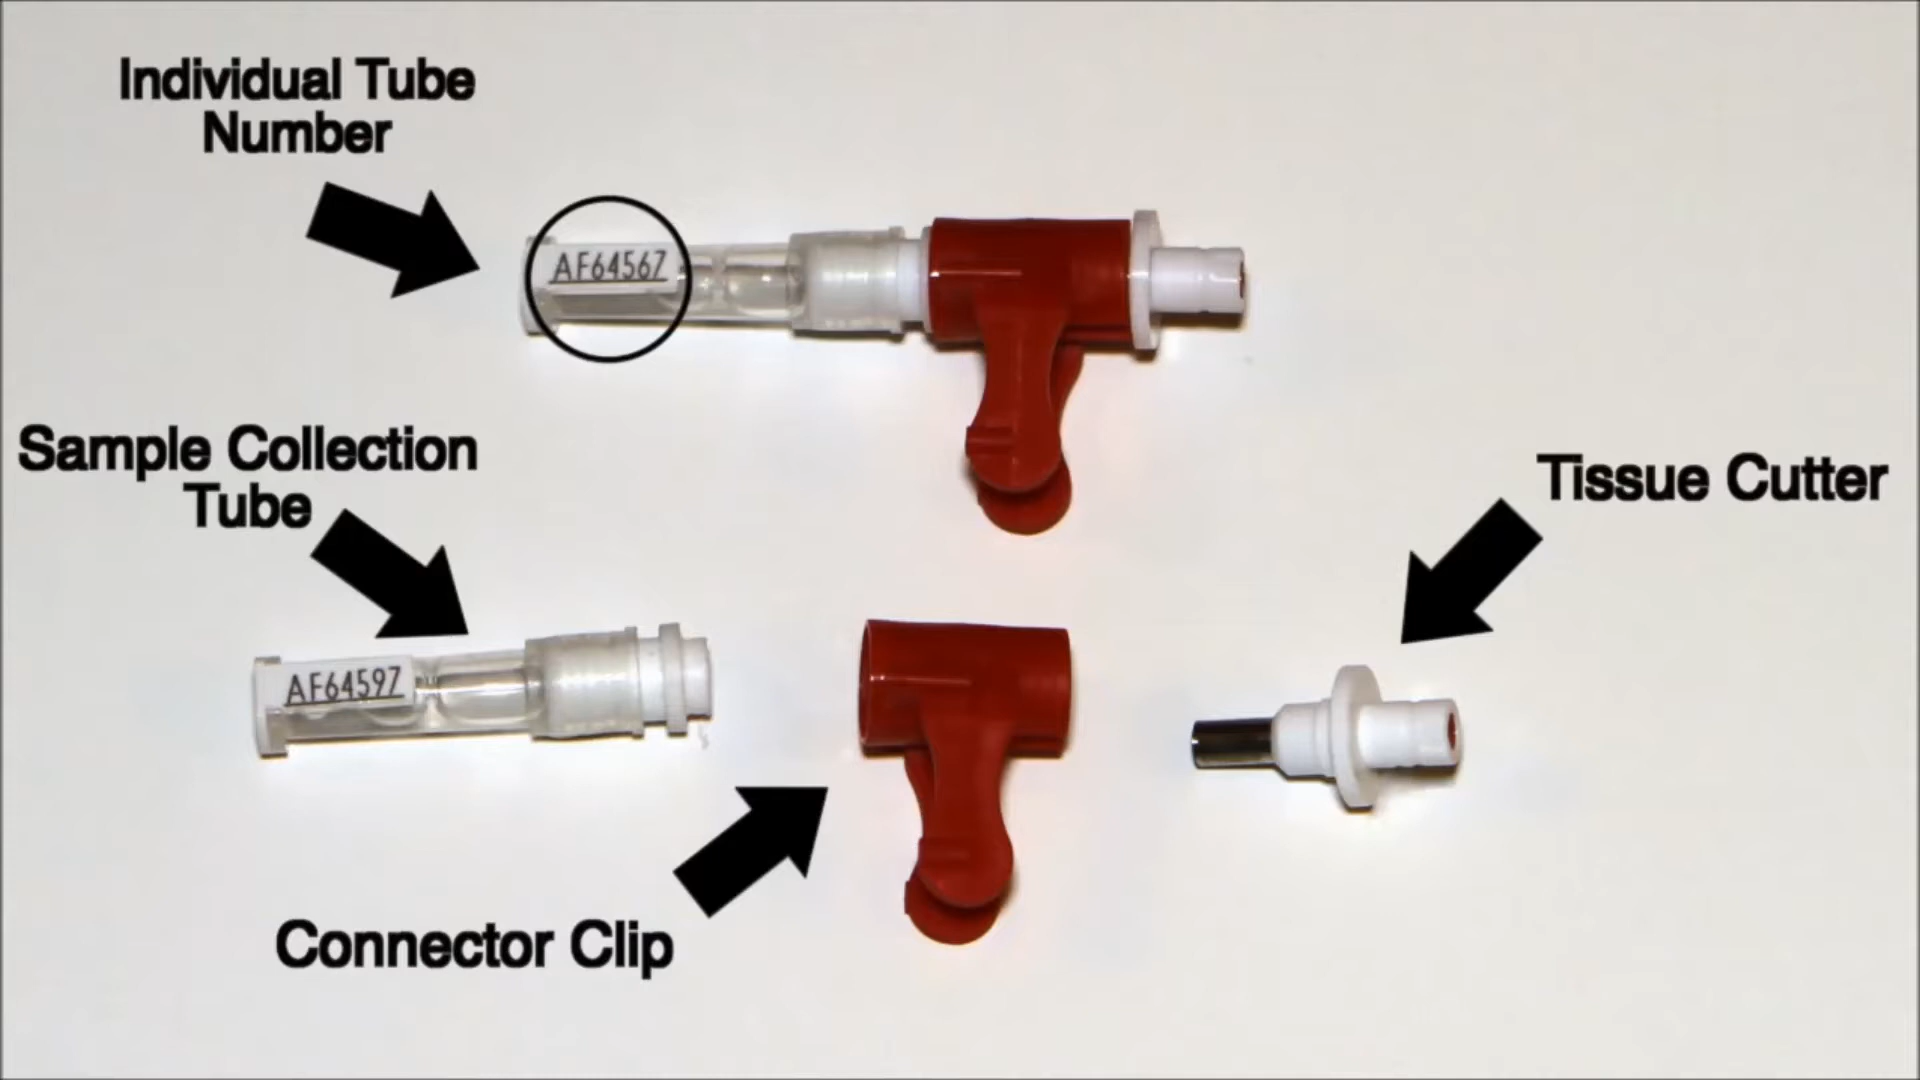 Individual Tube
Number
AF64567
Sample Collection
Tube
Tissue Cutter
AF64597
Connector Clip